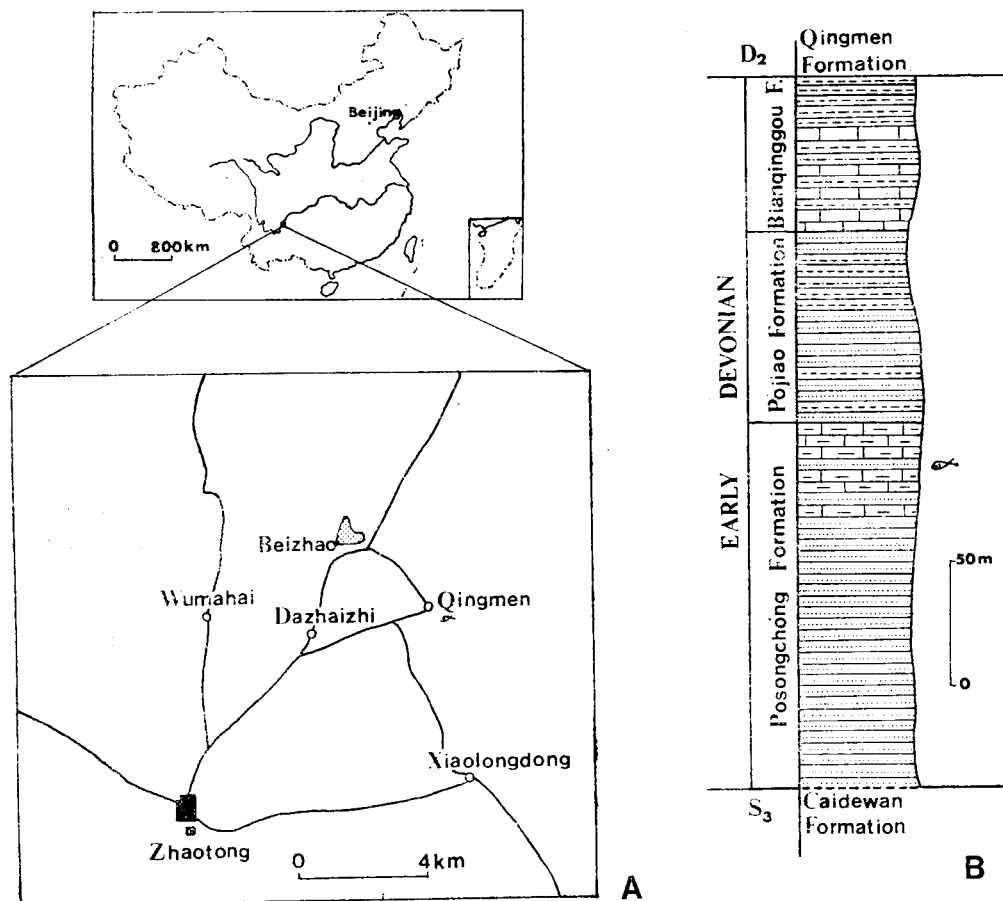 Beijing
0 800km
Beizhao
Wumahai
Dazhaizhi
Qingmen
Xiaolongdong
Zhaotong
0 4km
A
D2
Qingmen
Formation
Bianqinggou F.
Pojiao Formation
Posongchong Formation
EARLY DEVONIAN
50m
0
S3
Caidewan
Formation
B